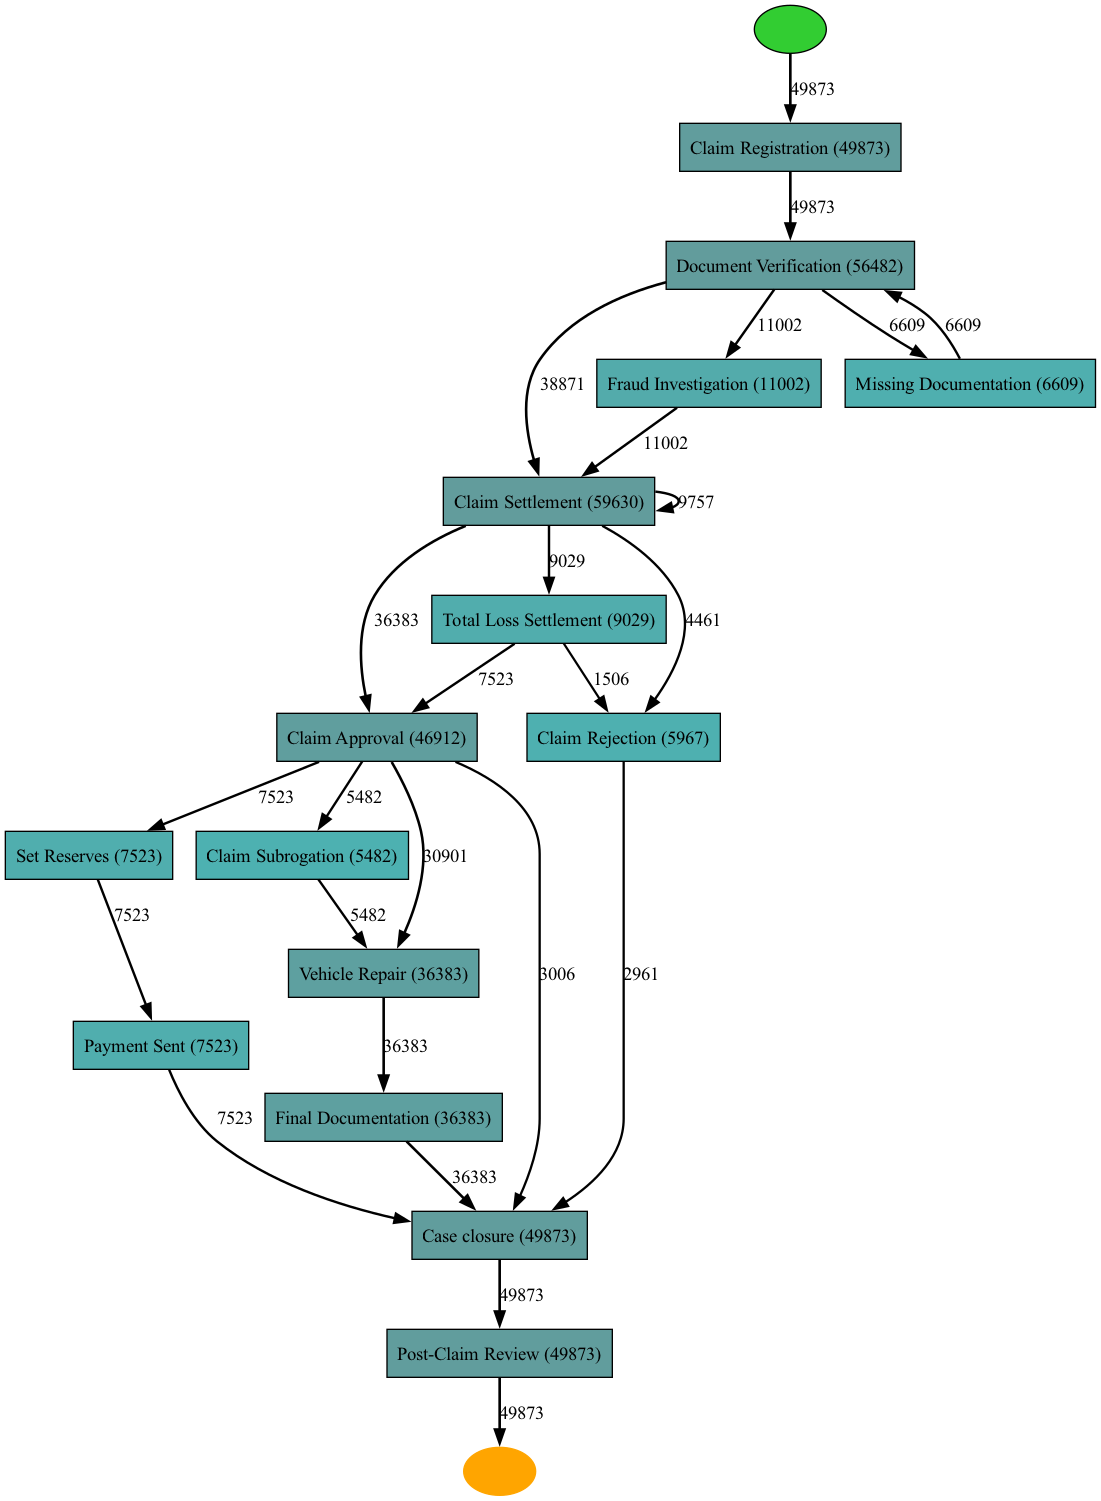 49873
Claim Registration (49873)
49873
Document Verification (56482)
38871
11002
6609
6609
Fraud Investigation (11002)
Missing Documentation (6609)
11002
Claim Settlement (59630)
9757
36383
9029
4461
Total Loss Settlement (9029)
7523
1506
Claim Approval (46912)
Claim Rejection (5967)
7523
5482
30901
3006
2961
Set Reserves (7523)
Claim Subrogation (5482)
7523
5482
Vehicle Repair (36383)
Payment Sent (7523)
36383
7523
Final Documentation (36383)
36383
Case closure (49873)
49873
Post-Claim Review (49873)
49873